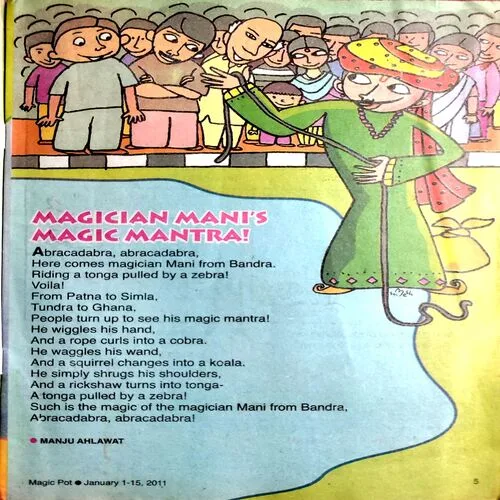 MAGICIAN MANI'S
MAGIC MANTRA!
Abracadabra, abracadabra,
Here comes magician Mani from Bandra.
Riding a tonga pulled by a zebra!
Voila!
From Patna to Simla,
Tundra to Ghana,
People turn up to see his magic mantra!
He wiggles his hand,
And a rope curls into a cobra.
He waggles his wand,
And a squirrel changes into a koala.
He simply shrugs his shoulders,
And a rickshaw turns into tonga-
A tonga pulled by a zebra!
Such is the magic of the magician Mani from Bandra,
Abracadabra, abracadabra!
● MANJU AHLAWAT
Magic Pot ● January 1-15, 2011
5